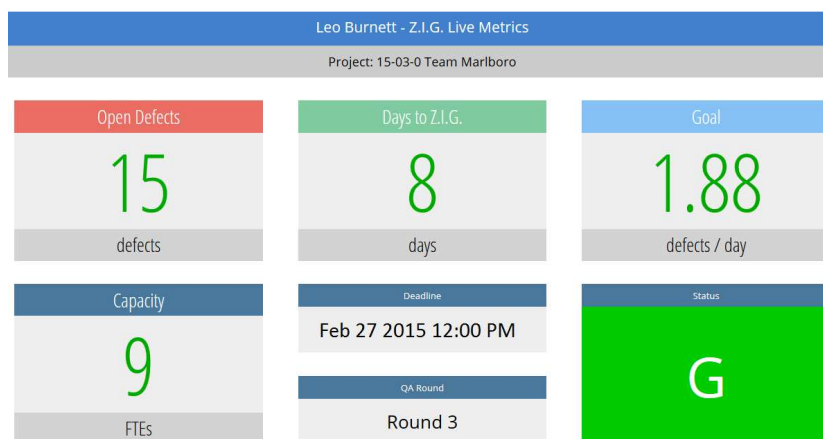 Leo Burnett - Z.I.G. Live Metrics
Project: 15-03-0 Team Marlboro
Open Defects
15
defects
Days to Z.I.G.
8
days
Goal
1.88
defects / day
Capacity
9
FTEs
Deadline
Feb 27 2015 12:00 PM
QA Round
Round 3
Status
G